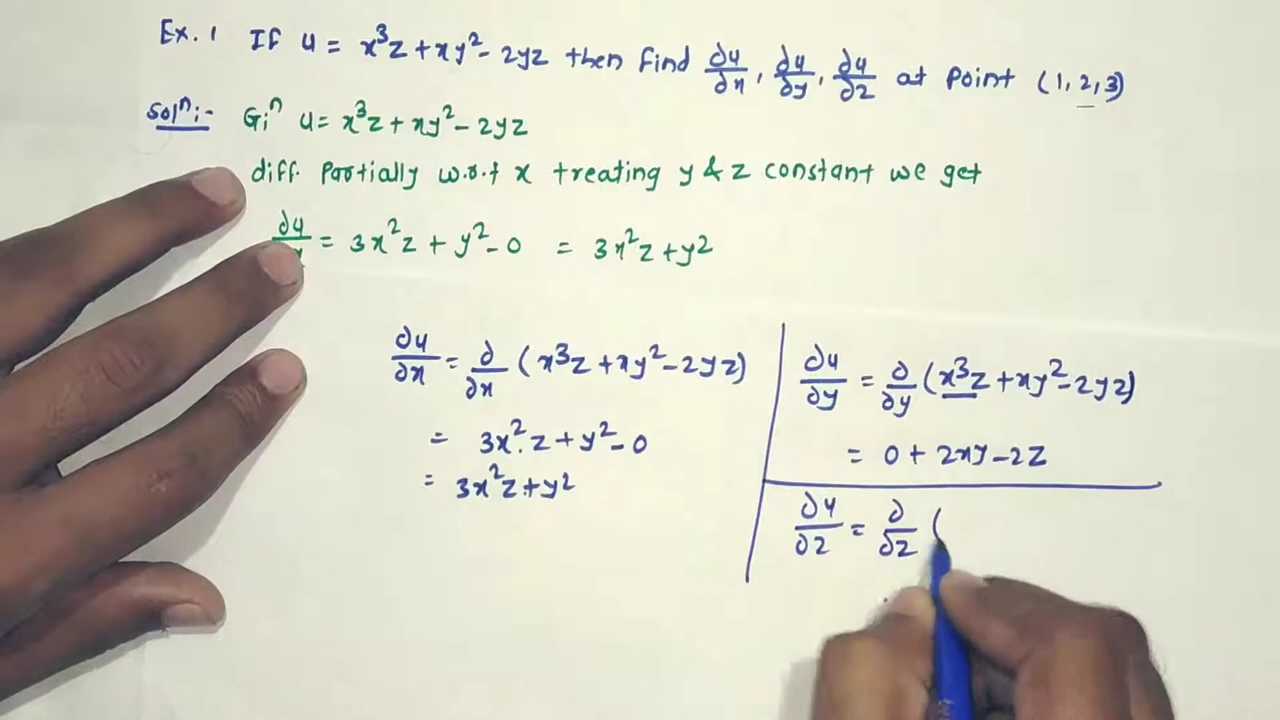 Ex. 1 If u = x³z + xy² - 2yz then find ∂u/∂x, ∂u/∂y, ∂u/∂z at point (1, 2, 3)
Solⁿ:- Giⁿ u = x³z + xy² - 2yz
diff. partially w.r.t x treating y & z constant we get
∂u/∂x = 3x²z + y² - 0 = 3x²z + y²
∂u/∂x = ∂/∂x (x³z + xy² - 2yz)
= 3x².z + y² - 0
= 3x²z + y²
∂u/∂y = ∂/∂y (x³z + xy² - 2yz)
= 0 + 2xy - 2z
∂u/∂z = ∂/∂z (